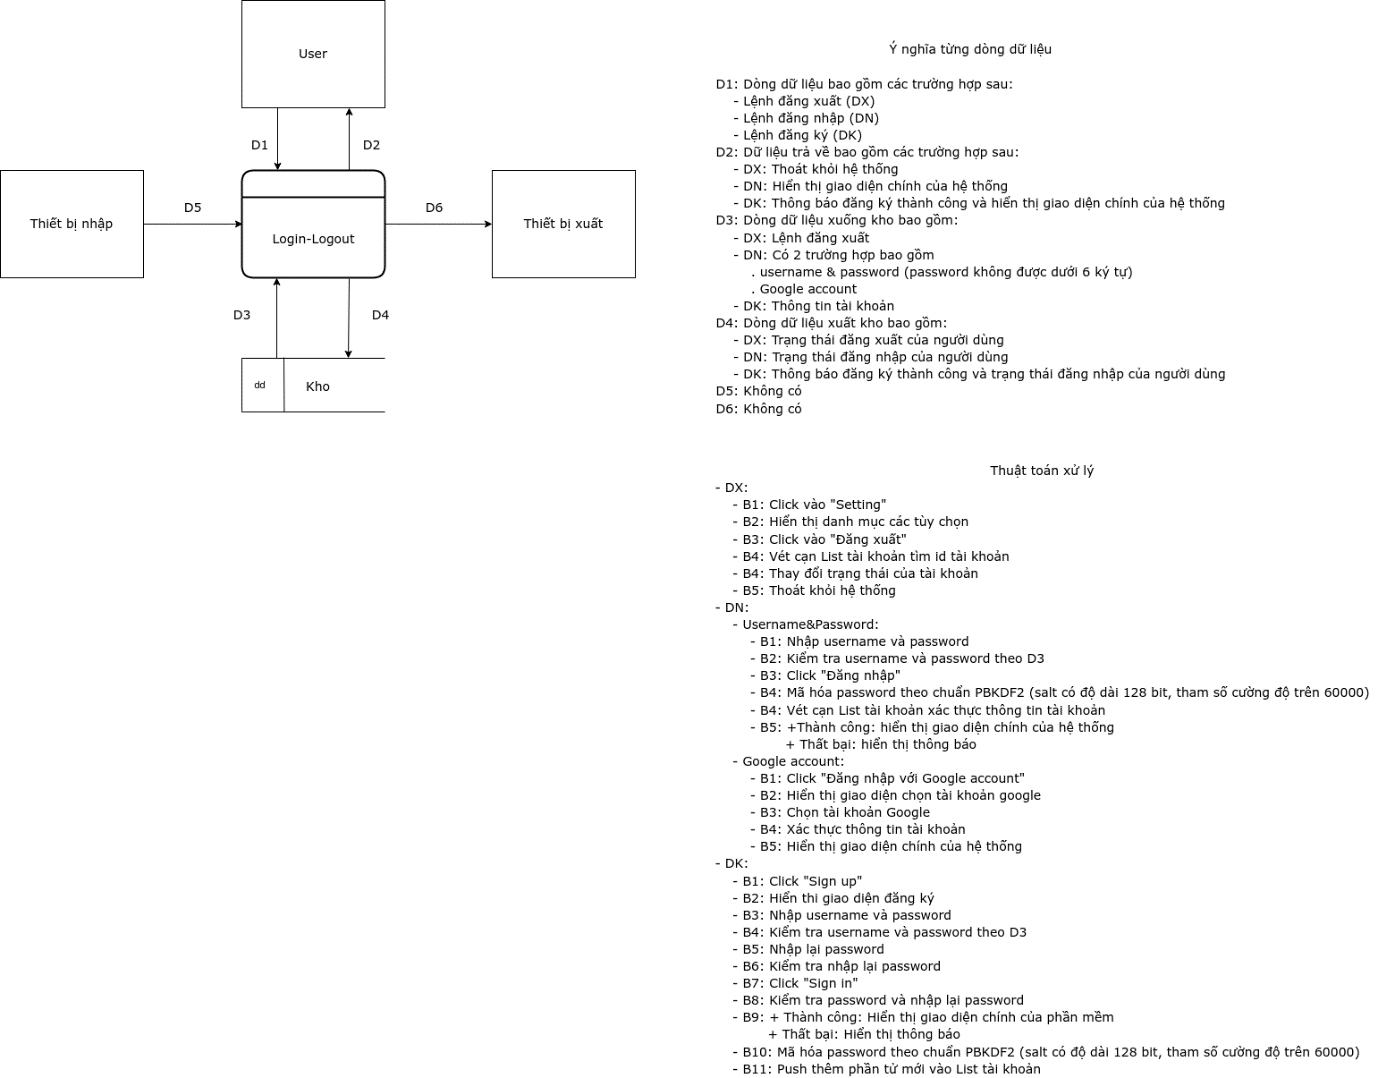 User
D1
D2
Thiết bị nhập
D5
Login-Logout
D6
Thiết bị xuất
D3
D4
dd
Kho
Ý nghĩa từng dòng dữ liệu
D1: Dòng dữ liệu bao gồm các trường hợp sau:
- Lệnh đăng xuất (DX)
- Lệnh đăng nhập (DN)
- Lệnh đăng ký (DK)
D2: Dữ liệu trả về bao gồm các trường hợp sau:
- DX: Thoát khỏi hệ thống
- DN: Hiển thị giao diện chính của hệ thống
- DK: Thông báo đăng ký thành công và hiển thị giao diện chính của hệ thống
D3: Dòng dữ liệu xuống kho bao gồm:
- DX: Lệnh đăng xuất
- DN: Có 2 trường hợp bao gồm
. username & password (password không được dưới 6 ký tự)
. Google account
- DK: Thông tin tài khoản
D4: Dòng dữ liệu xuất kho bao gồm:
- DX: Trạng thái đăng xuất của người dùng
- DN: Trạng thái đăng nhập của người dùng
- DK: Thông báo đăng ký thành công và trạng thái đăng nhập của người dùng
D5: Không có
D6: Không có
Thuật toán xử lý
- DX:
- B1: Click vào "Setting"
- B2: Hiển thị danh mục các tùy chọn
- B3: Click vào "Đăng xuất"
- B4: Vét cạn List tài khoản tìm id tài khoản
- B4: Thay đổi trạng thái của tài khoản
- B5: Thoát khỏi hệ thống
- DN:
- Username&Password:
- B1: Nhập username và password
- B2: Kiểm tra username và password theo D3
- B3: Click "Đăng nhập"
- B4: Mã hóa password theo chuẩn PBKDF2 (salt có độ dài 128 bit, tham số cường độ trên 60000)
- B4: Vét cạn List tài khoản xác thực thông tin tài khoản
- B5: +Thành công: hiển thị giao diện chính của hệ thống
+ Thất bại: hiển thị thông báo
- Google account:
- B1: Click "Đăng nhập với Google account"
- B2: Hiển thị giao diện chọn tài khoản google
- B3: Chọn tài khoản Google
- B4: Xác thực thông tin tài khoản
- B5: Hiển thị giao diện chính của hệ thống
- DK:
- B1: Click "Sign up"
- B2: Hiển thi giao diện đăng ký
- B3: Nhập username và password
- B4: Kiểm tra username và password theo D3
- B5: Nhập lại password
- B6: Kiểm tra nhập lại password
- B7: Click "Sign in"
- B8: Kiểm tra password và nhập lại password
- B9: + Thành công: Hiển thị giao diện chính của phần mềm
+ Thất bại: Hiển thị thông báo
- B10: Mã hóa password theo chuẩn PBKDF2 (salt có độ dài 128 bit, tham số cường độ trên 60000)
- B11: Push thêm phần tử mới vào List tài khoản